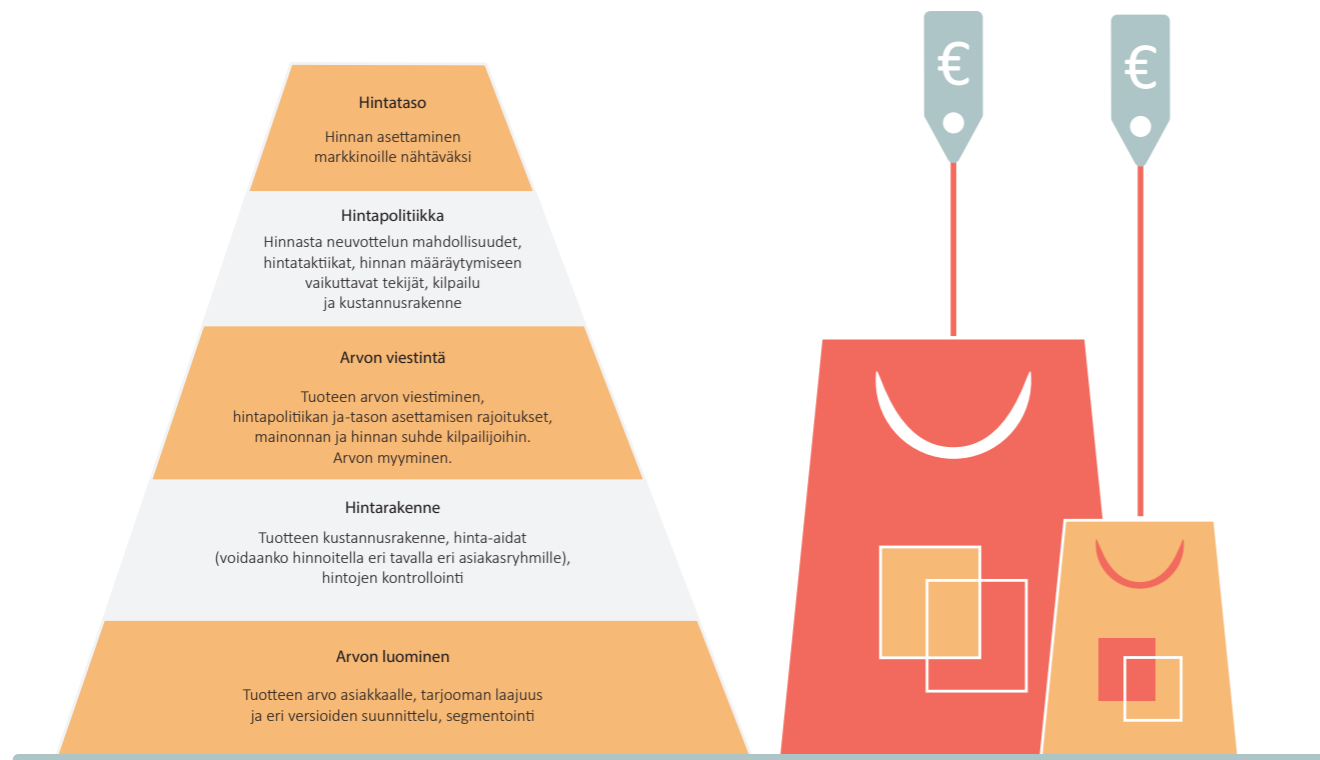 €
€
Hintataso
Hinnan asettaminen
markkinoille nähtäväksi
Hintapolitiikka
Hinnasta neuvottelun mahdollisuudet,
hintataktiikat, hinnan määräytymiseen
vaikuttavat tekijät, kilpailu
ja kustannusrakenne
Arvon viestintä
Tuoteen arvon viestiminen,
hintapolitiikan ja-tason asettamisen rajoitukset,
mainonnan ja hinnan suhde kilpailijoihin.
Arvon myyminen.
Hintarakenne
Tuotteen kustannusrakenne, hinta-aidat
(voidaanko hinnoitella eri tavalla eri asiakasryhmille),
hintojen kontrollointi
Arvon luominen
Tuotteen arvo asiakkaalle, tarjooman laajuus
ja eri versioiden suunnittelu, segmentointi